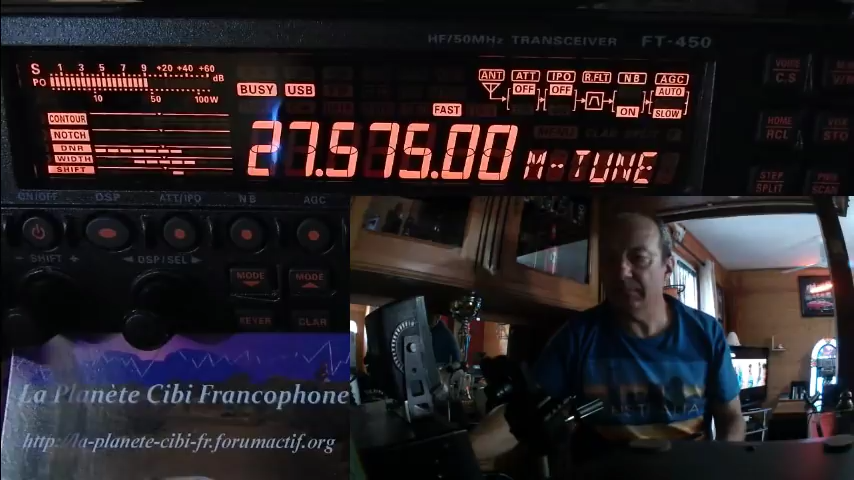 HF/50MHz TRANSCEIVER FT-450
S 1 3 5 7 9 +20 +40 +60 dB
PO 10 50 100W
BUSY USB
ANT ATT IPO R.FLT NB AGC
OFF OFF AUTO
ON SLOW
FAST
CONTOUR
NOTCH
DNR
WIDTH
SHIFT
27.575.00 M-TUNE
C.S
HOME
RCL
VOX
STO
STEP
SPLIT
SCAN
ON/OFF DSP ATT/IPO NB AGC
- SHIFT + DSP/SEL
MODE MODE
KEYER CLAR
La Planète Cibi Francophone
http://la-planete-cibi-fr.forumactif.org